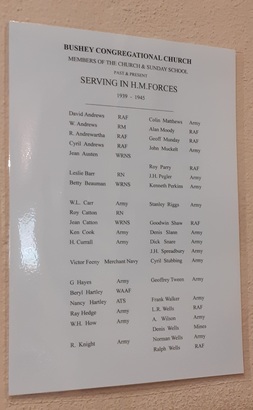 BUSHEY CONGREGATIONAL CHURCH
MEMBERS OF THE CHURCH & SUNDAY SCHOOL
PAST & PRESENT
SERVING IN H.M.FORCES
1939 - 1945
David Andrews RAF
W. Andrews RM
R. Andrewartha RAF
Cyril Andrews RAF
Jean Austen WRNS
Leslie Barr RN
Betty Boseman WRNS
W.L. Carr Army
Roy Catton RN
Jean Catton WRNS
Ken Cook Army
H. Currall Army
Victor Merchant Navy
G Hayes Army
Beryl Hartley WAAF
Nancy Hartley ATS
Ray Hedge Army
W.H. How Army
R. Knight Army
Colin Matthews Army
Alan Moody RAF
Geoff Munday RAF
John Army
Roy Parry RAF
J.H. Pegler Army
Kenneth Perkins Army
Stanley Riggs Army
Goodwin Shaw RAF
Denis Army
Dick Sears Army
J.H. Spreadbury Army
Cyril Stebbing Army
Geoffrey Army
Frank Walker Army
L.R. Wells RAF
A. Wilson Army
Denis Wells Mines
Norman Wells Army
Ralph Wells RAF